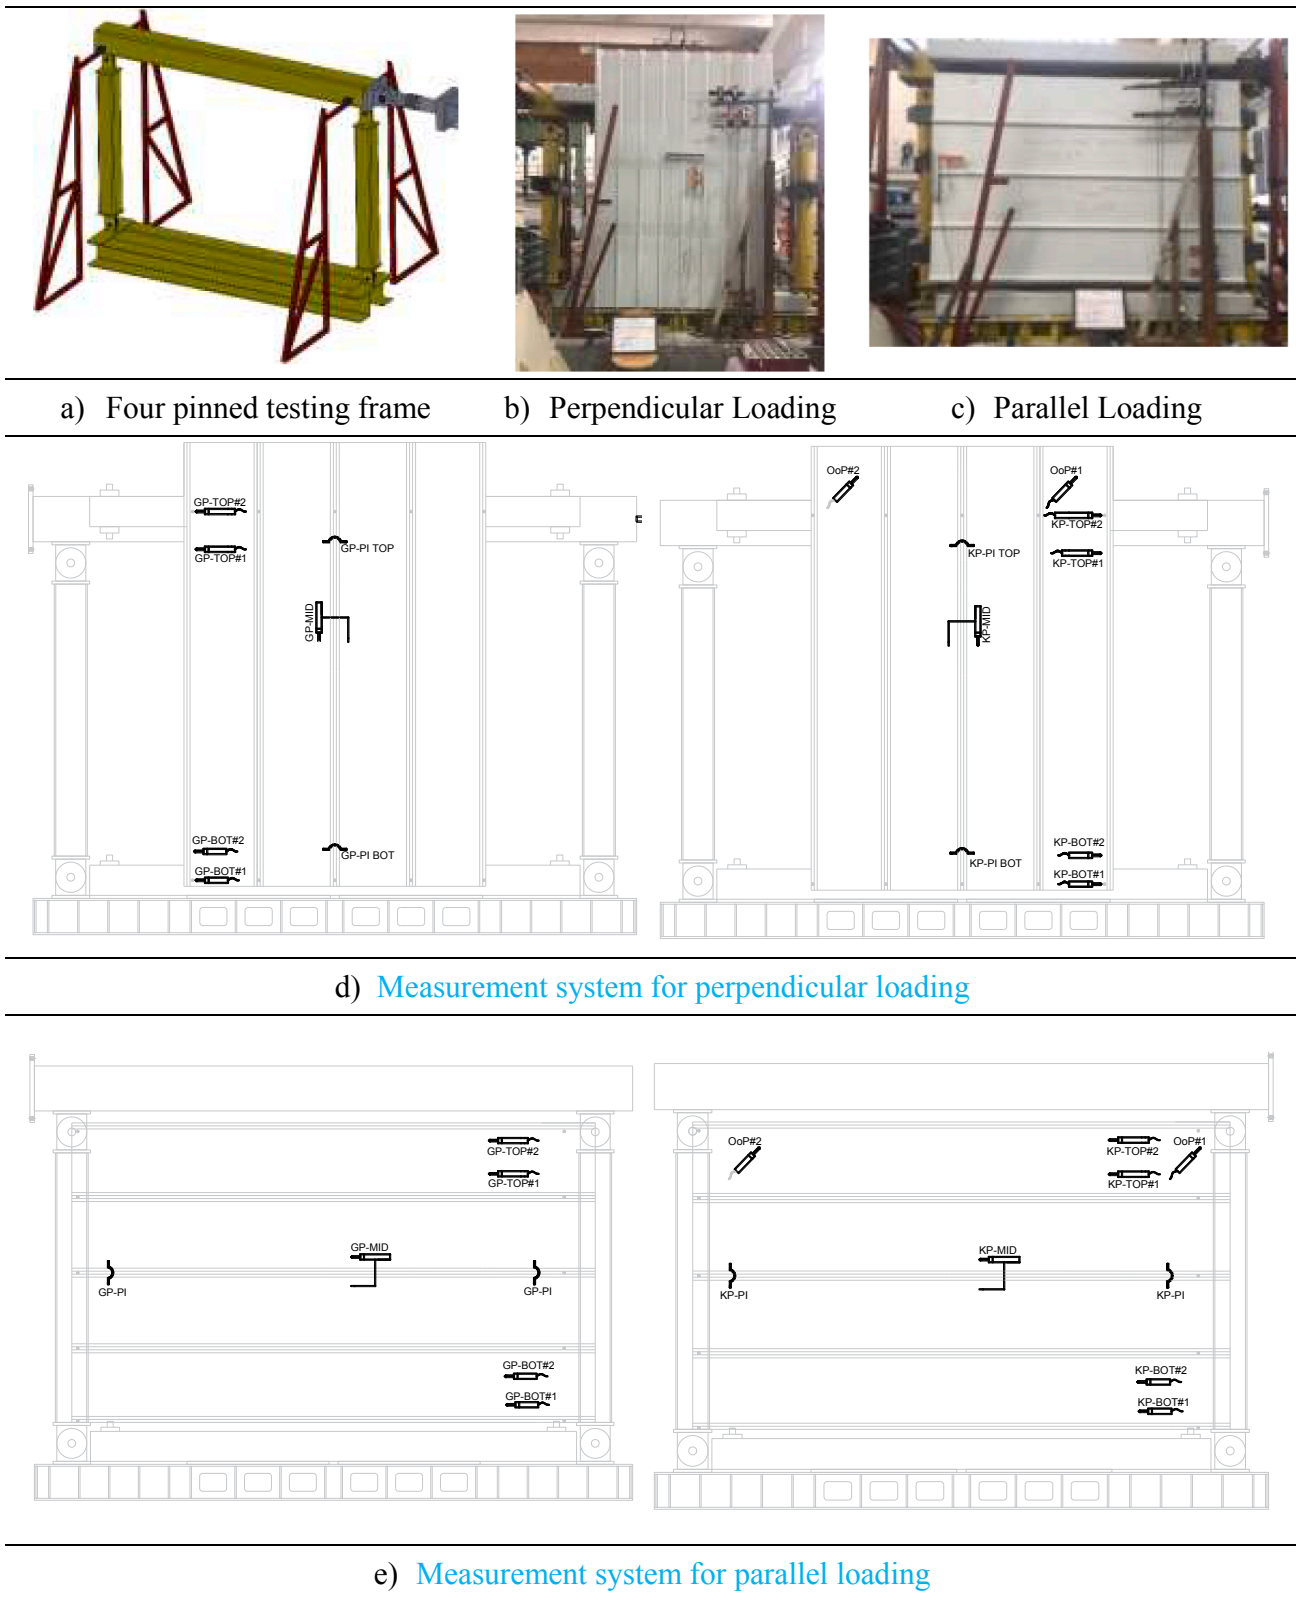 a) Four pinned testing frame
b) Perpendicular Loading
c) Parallel Loading
GP-TOP#2
GP-TOP#1
GP-PI TOP
GP-MID
GP-BOT#2
GP-BOT#1
GP-PI BOT
OoP#2
OoP#1
KP-TOP#2
KP-TOP#1
KP-PI TOP
KP-MID
KP-BOT#2
KP-BOT#1
KP-PI BOT
d) Measurement system for perpendicular loading
GP-TOP#2
GP-TOP#1
GP-MID
GP-PI
GP-PI
GP-BOT#2
GP-BOT#1
OoP#2
KP-TOP#2
OoP#1
KP-TOP#1
KP-MID
KP-PI
KP-PI
KP-BOT#2
KP-BOT#1
e) Measurement system for parallel loading